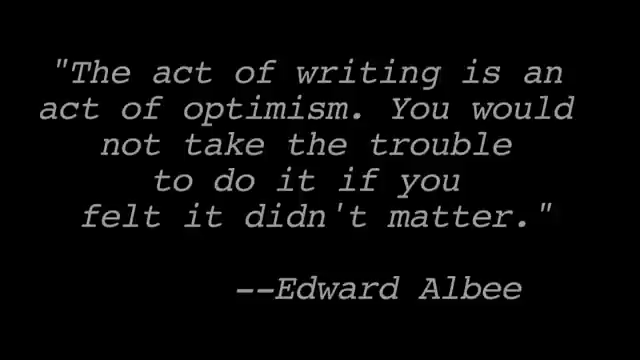 "The act of writing is an
act of optimism. You would
not take the trouble
to do it if you
felt it didn't matter."
--Edward Albee